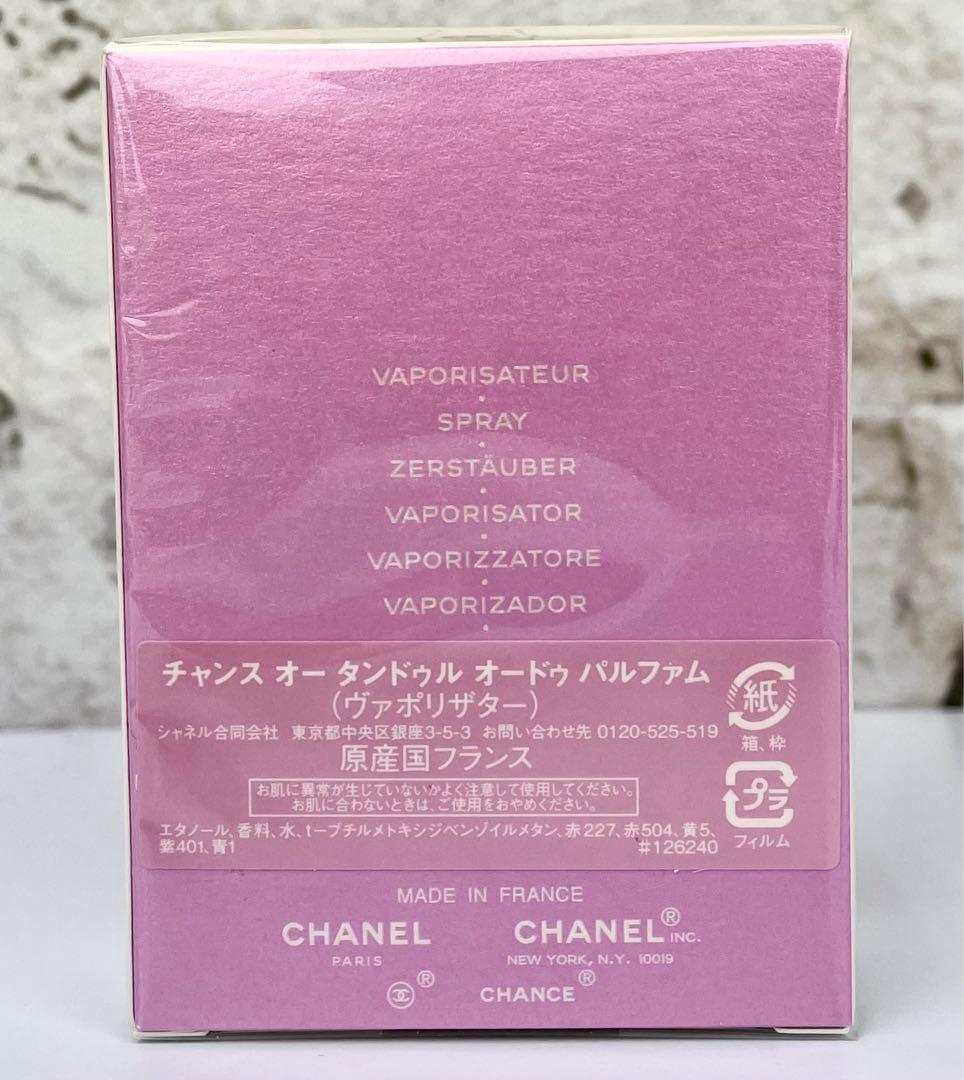 VAPORISATEUR
SPRAY
ZERSTÄUBER
VAPORISATOR
VAPORIZZATORE
VAPORIZADOR
チャンス オー タンドゥル オードゥ パルファム
(ヴァポリザター)
シャネル合同会社 東京都中央区銀座3-5-3 お問い合わせ先 0120-525-519
原産国フランス
お肌に異常が生じていないかよく注意して使用してください。
お肌に合わないときは、ご使用をおやめください。
エタノール、香料、水、t-ブチルメトキシジベンゾイルメタン、赤227、赤504、黄5、
紫401、青1
#126240
紙
箱、枠
プラ
フィルム
MADE IN FRANCE
CHANEL
PARIS
CHANEL® INC.
NEW YORK, N.Y. 10019
®
CHANCE®